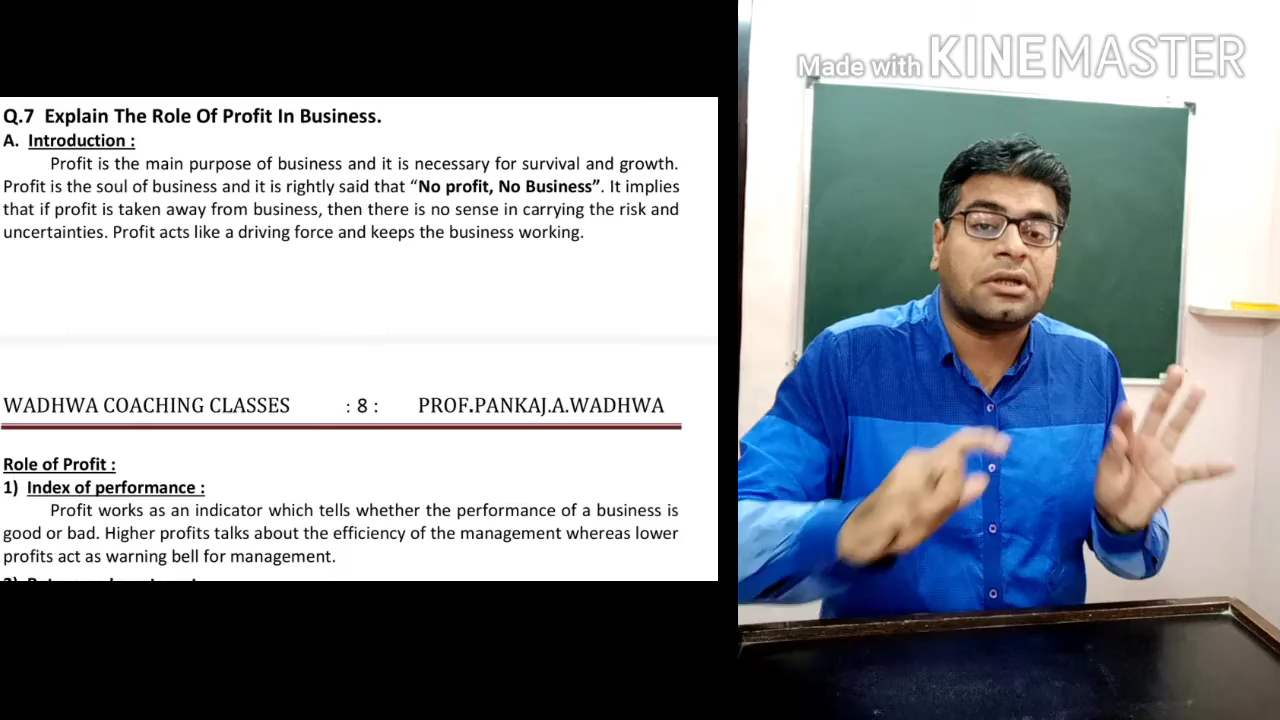 Made with KINEMASTER
Q.7 Explain The Role Of Profit In Business.
A. Introduction :
Profit is the main purpose of business and it is necessary for survival and growth.
Profit is the soul of business and it is rightly said that “No profit, No Business”. It implies
that if profit is taken away from business, then there is no sense in carrying the risk and
uncertainties. Profit acts like a driving force and keeps the business working.
WADHWA COACHING CLASSES : 8 : PROF.PANKAJ.A.WADHWA
Role of Profit :
1) Index of performance :
Profit works as an indicator which tells whether the performance of a business is
good or bad. Higher profits talks about the efficiency of the management whereas lower
profits act as warning bell for management.